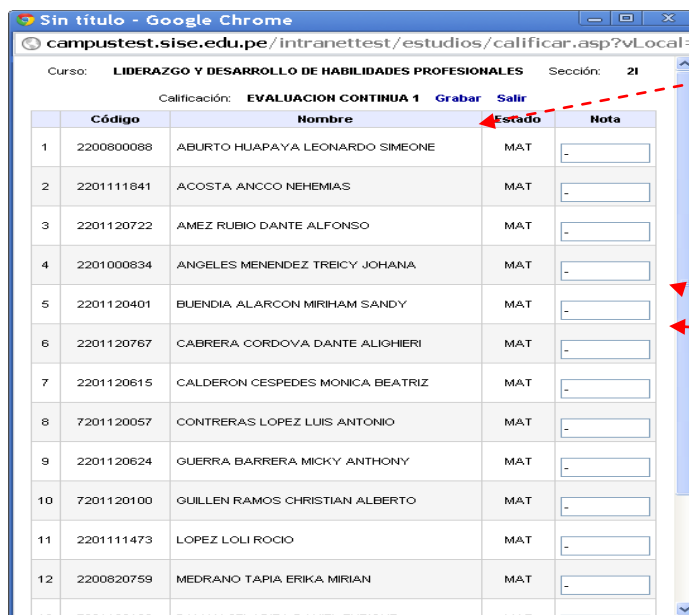 Sin título - Google Chrome
campustest.sise.edu.pe/intranettest/estudios/calificar.asp?vLocal=
Curso: LIDERAZGO Y DESARROLLO DE HABILIDADES PROFESIONALES Sección: 2I
Calificación: EVALUACION CONTINUA 1 Grabar Salir
Código Nombre Estado Nota
1 2200800088 ABURTO HUAPAYA LEONARDO SIMEONE MAT -
2 2201111841 ACOSTA ANCCO NEHEMIAS MAT -
3 2201120722 AMEZ RUBIO DANTE ALFONSO MAT -
4 2201000834 ANGELES MENENDEZ TREICY JOHANA MAT -
5 2201120401 BUENDIA ALARCON MIRIHAM SANDY MAT -
6 2201120767 CABRERA CORDOVA DANTE ALIGHIERI MAT -
7 2201120615 CALDERON CESPEDES MONICA BEATRIZ MAT -
8 7201120057 CONTRERAS LOPEZ LUIS ANTONIO MAT -
9 2201120624 GUERRA BARRERA MICKY ANTHONY MAT -
10 7201120100 GUILLEN RAMOS CHRISTIAN ALBERTO MAT -
11 2201111473 LOPEZ LOLI ROCIO MAT -
12 2200820759 MEDRANO TAPIA ERIKA MIRIAN MAT -